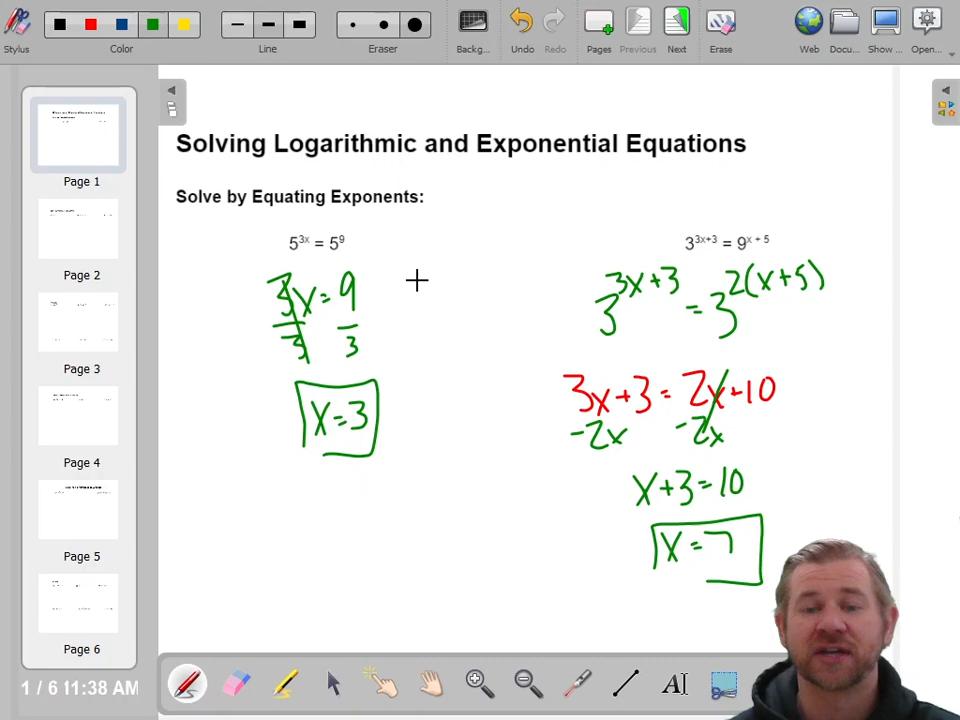 Stylus
Color
Line
Eraser
Backg...
Undo
Redo
Pages
Previous
Next
Erase
Web
Docu...
Show ...
Open...
Page 1
Page 2
Page 3
Page 4
Page 5
Page 6
1 / 6 11:38 AM
Solving Logarithmic and Exponential Equations
Solve by Equating Exponents:
5^{3x} = 5^{9}
3x = 9
3 3
x = 3
3^{3x+3} = 9^{x + 5}
3^{3x+3} = 3^{2(x+5)}
3x+3 = 2x+10
-2x -2x
x+3=10
x=7